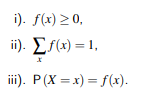 i). f(x) ≥ 0,
ii). ∑ₓ f(x) = 1,
iii). P(X = x) = f(x).